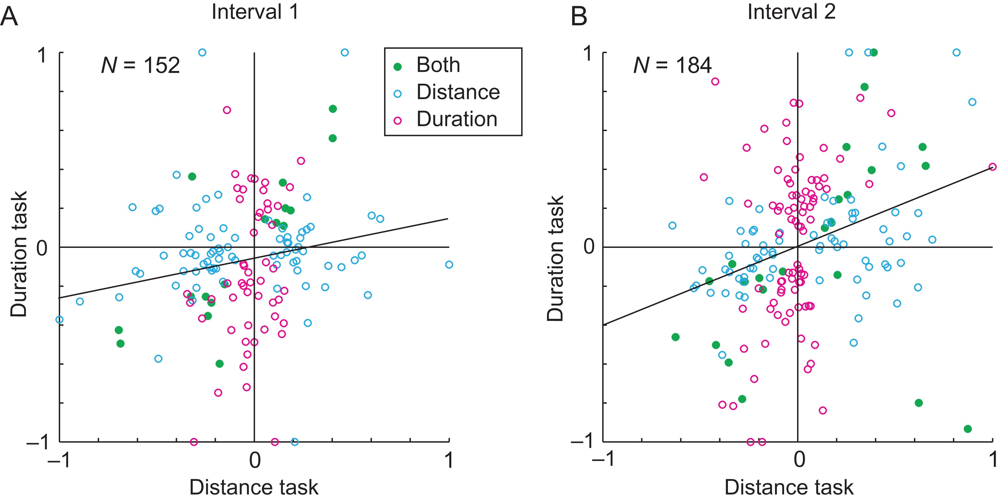 A
Interval 1
1
N = 152
Both
Distance
Duration
Duration task
0
–1
–1
0
1
Distance task
B
Interval 2
1
N = 184
Duration task
0
–1
–1
0
1
Distance task